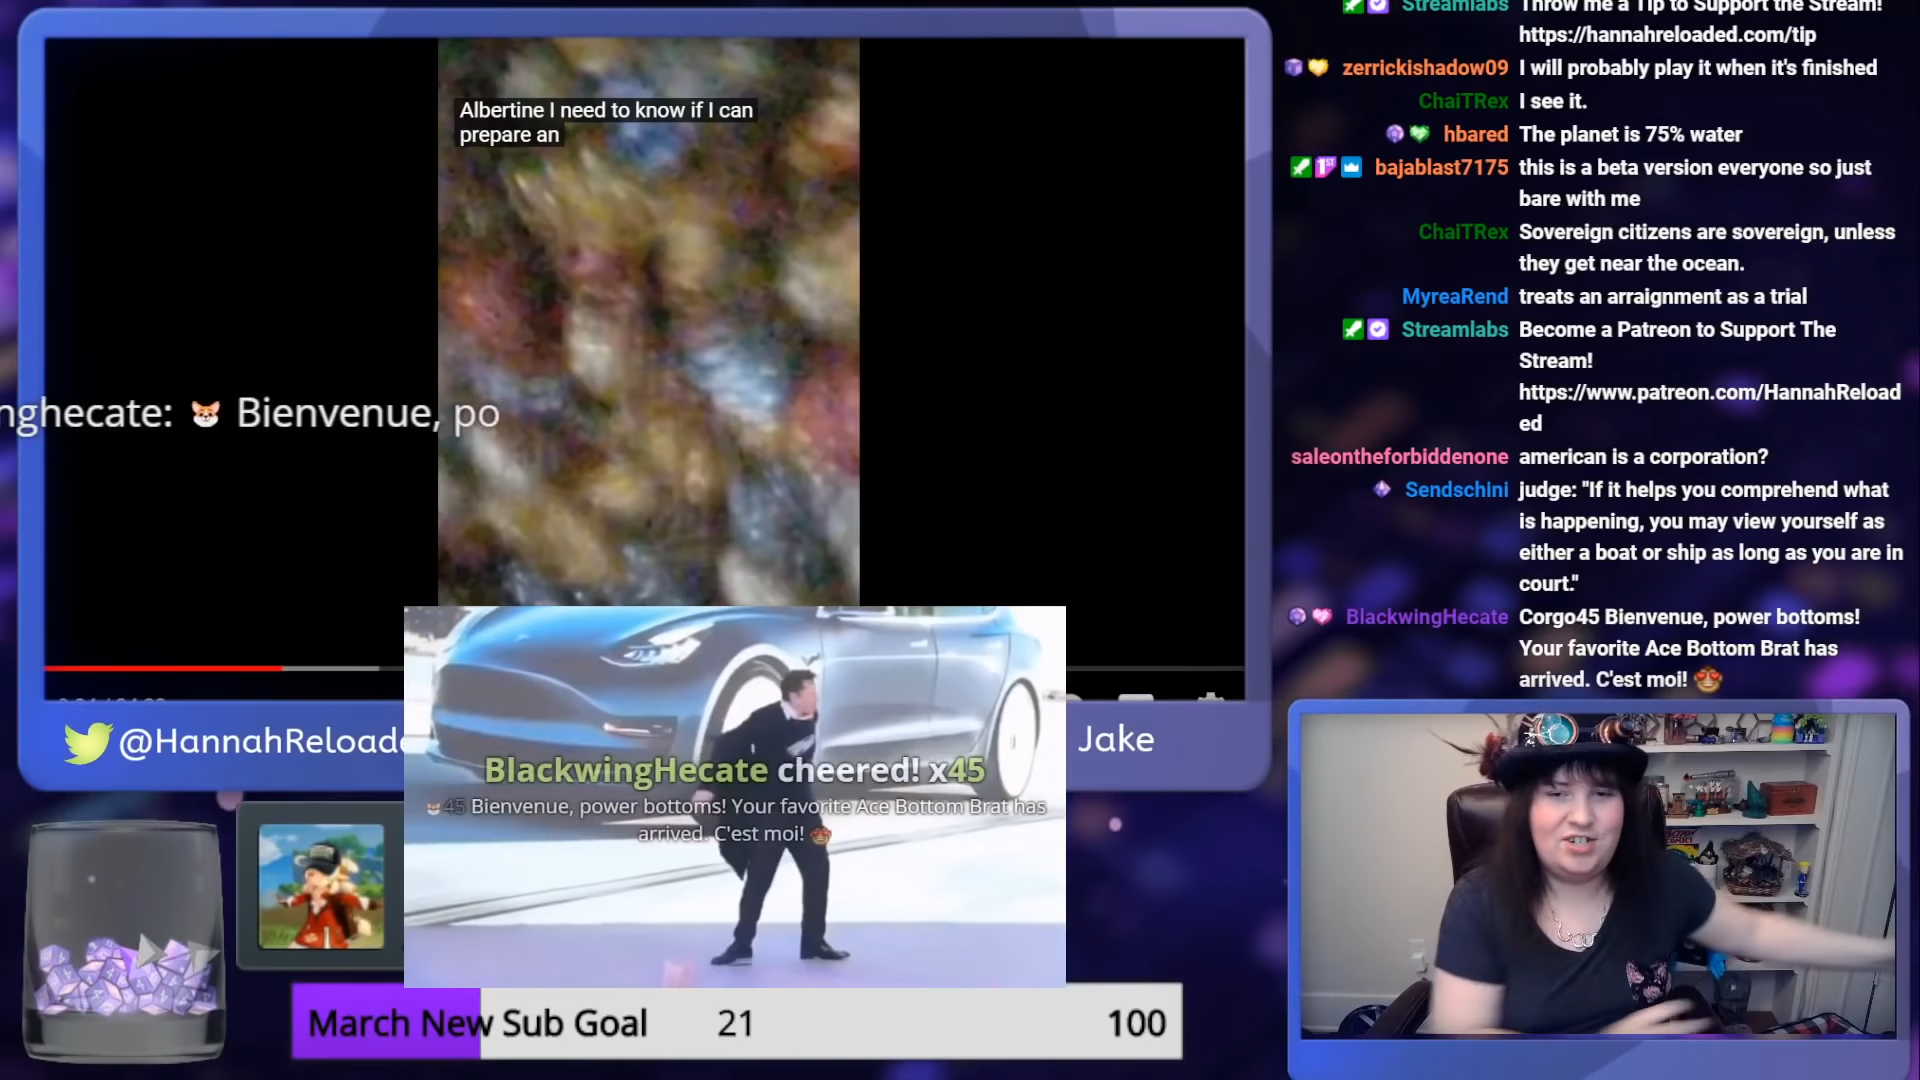 Albertine I need to know if I can
prepare an
nghecate: Bienvenue, po
@HannahReloade
Jake
BlackwingHecate cheered! x45
45 Bienvenue, power bottoms! Your favorite Ace Bottom Brat has
arrived. C'est moi!
March New Sub Goal 21 100
Streamlabs Throw me a Tip to Support the Stream!
https://hannahreloaded.com/tip
zerrickishadow09 I will probably play it when it's finished
ChaiTRex I see it.
hbared The planet is 75% water
bajablast7175 this is a beta version everyone so just
bare with me
ChaiTRex Sovereign citizens are sovereign, unless
they get near the ocean.
MyreaRend treats an arraignment as a trial
Streamlabs Become a Patreon to Support The
Stream!
https://www.patreon.com/HannahReload
ed
saleontheforbiddenone american is a corporation?
Sendschini judge: "If it helps you comprehend what
is happening, you may view yourself as
either a boat or ship as long as you are in
court."
BlackwingHecate Corgo45 Bienvenue, power bottoms!
Your favorite Ace Bottom Brat has
arrived. C'est moi!